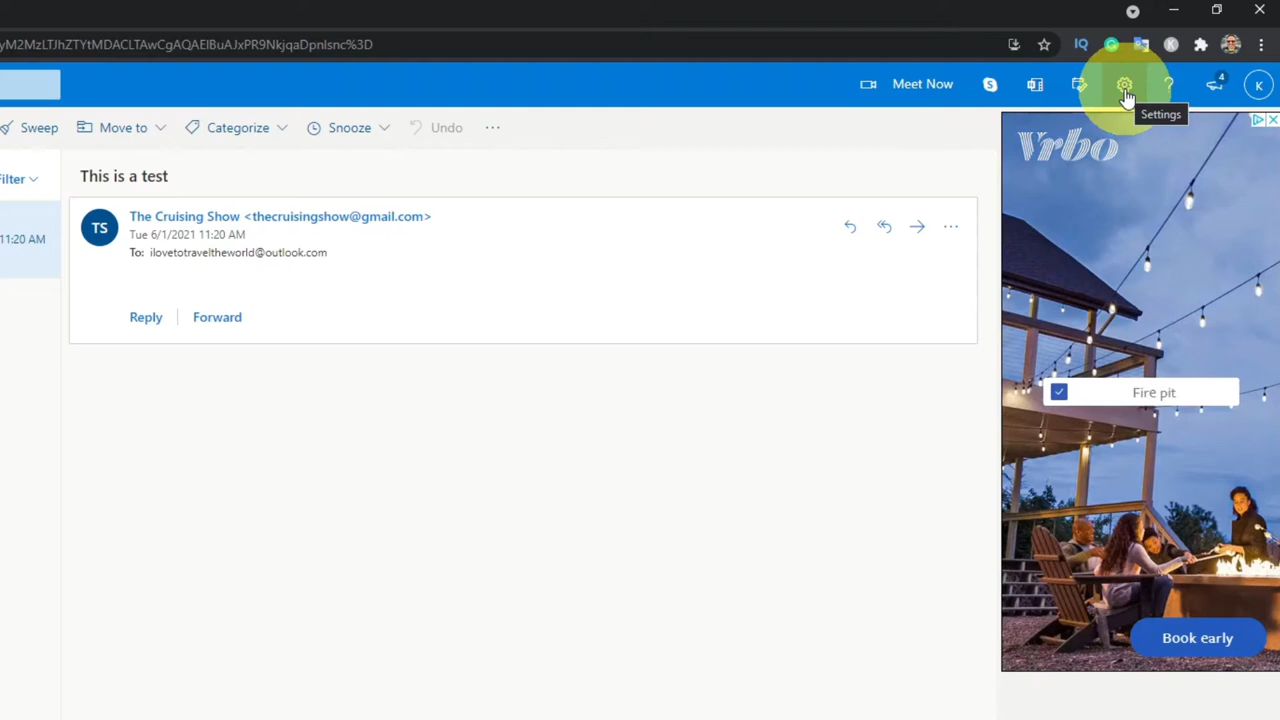 yM2MzLTJhZTYtMDACLTAwCgAQAEIBuAJxPR9NkjqaDpnlsnc%3D
IQ
K
Meet Now
4
K
Settings
Sweep
Move to
Categorize
Snooze
Undo
Filter
This is a test
11:20 AM
TS
The Cruising Show <thecruisingshow@gmail.com>
Tue 6/1/2021 11:20 AM
To: ilovetotraveltheworld@outlook.com
Reply
Forward
Vrbo
Fire pit
Book early